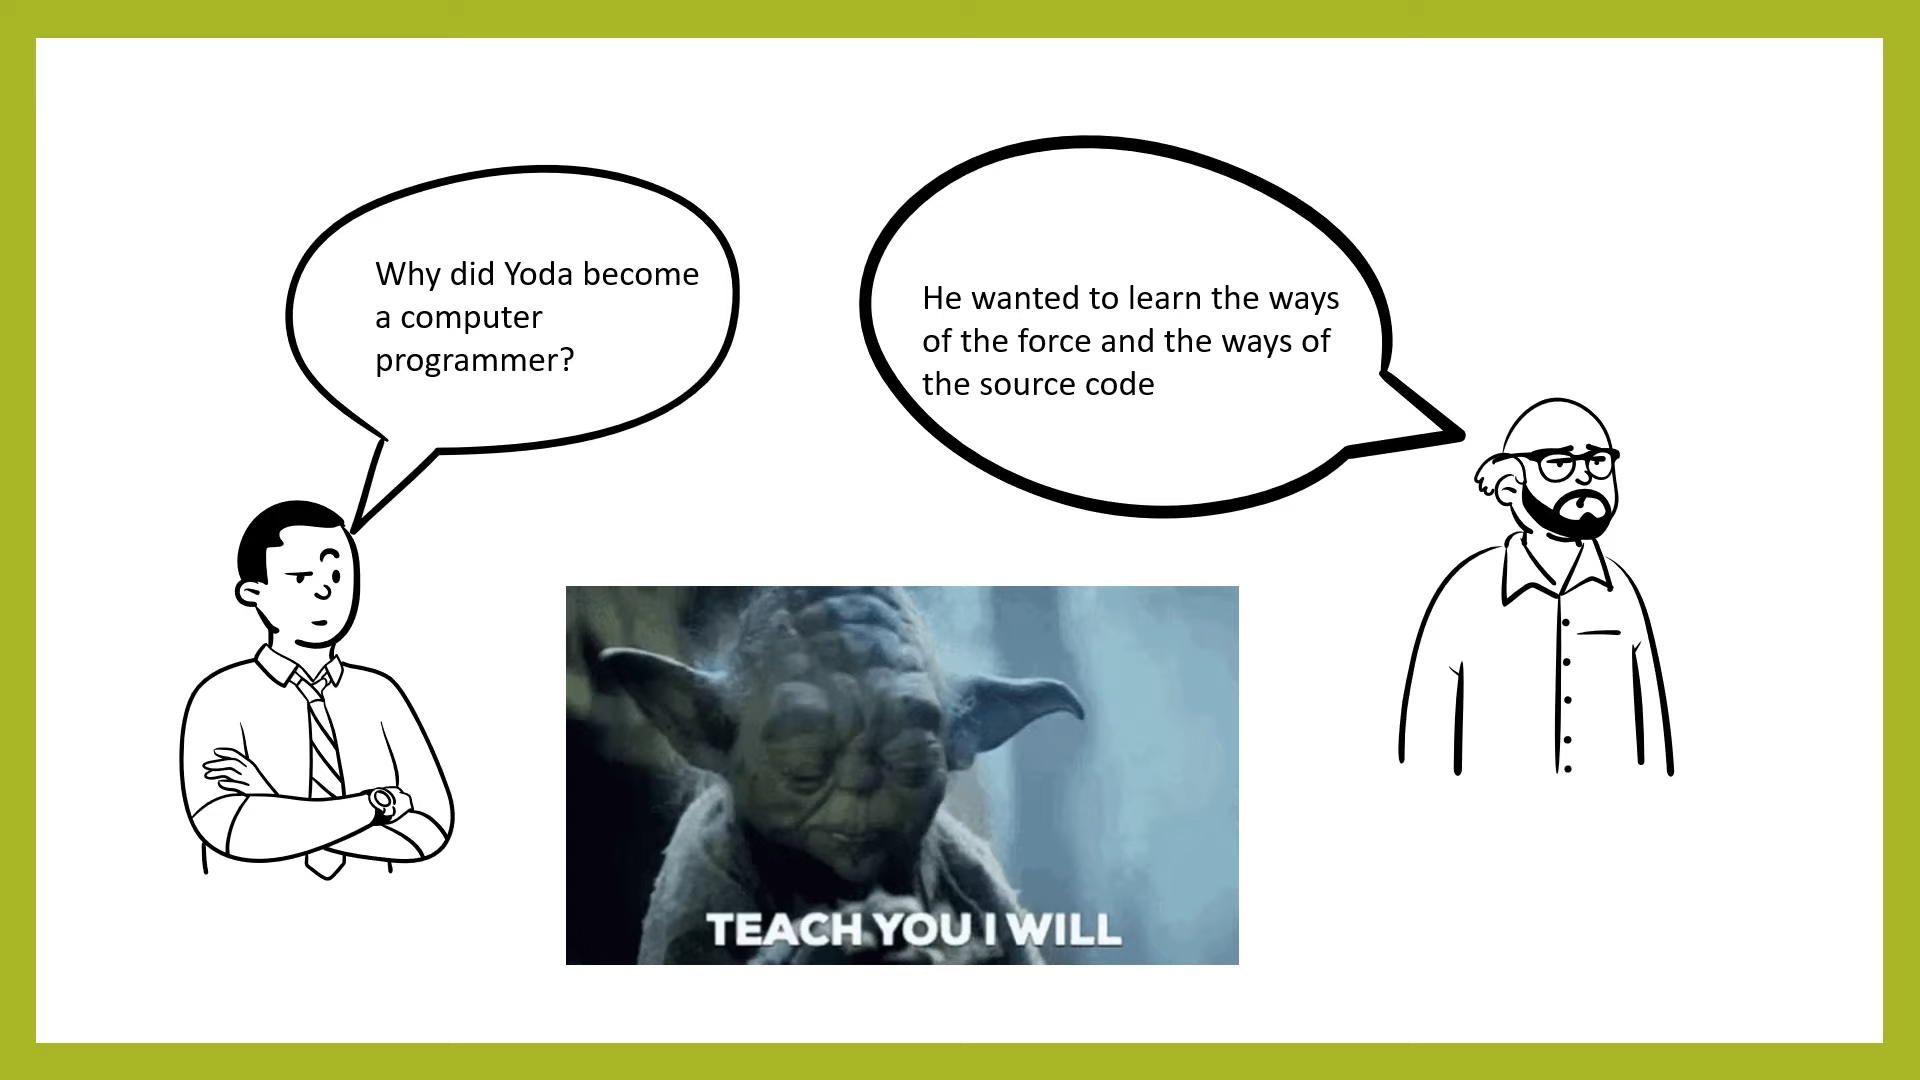 Why did Yoda become
a computer
programmer?
He wanted to learn the ways
of the force and the ways of
the source code
TEACH YOU I WILL